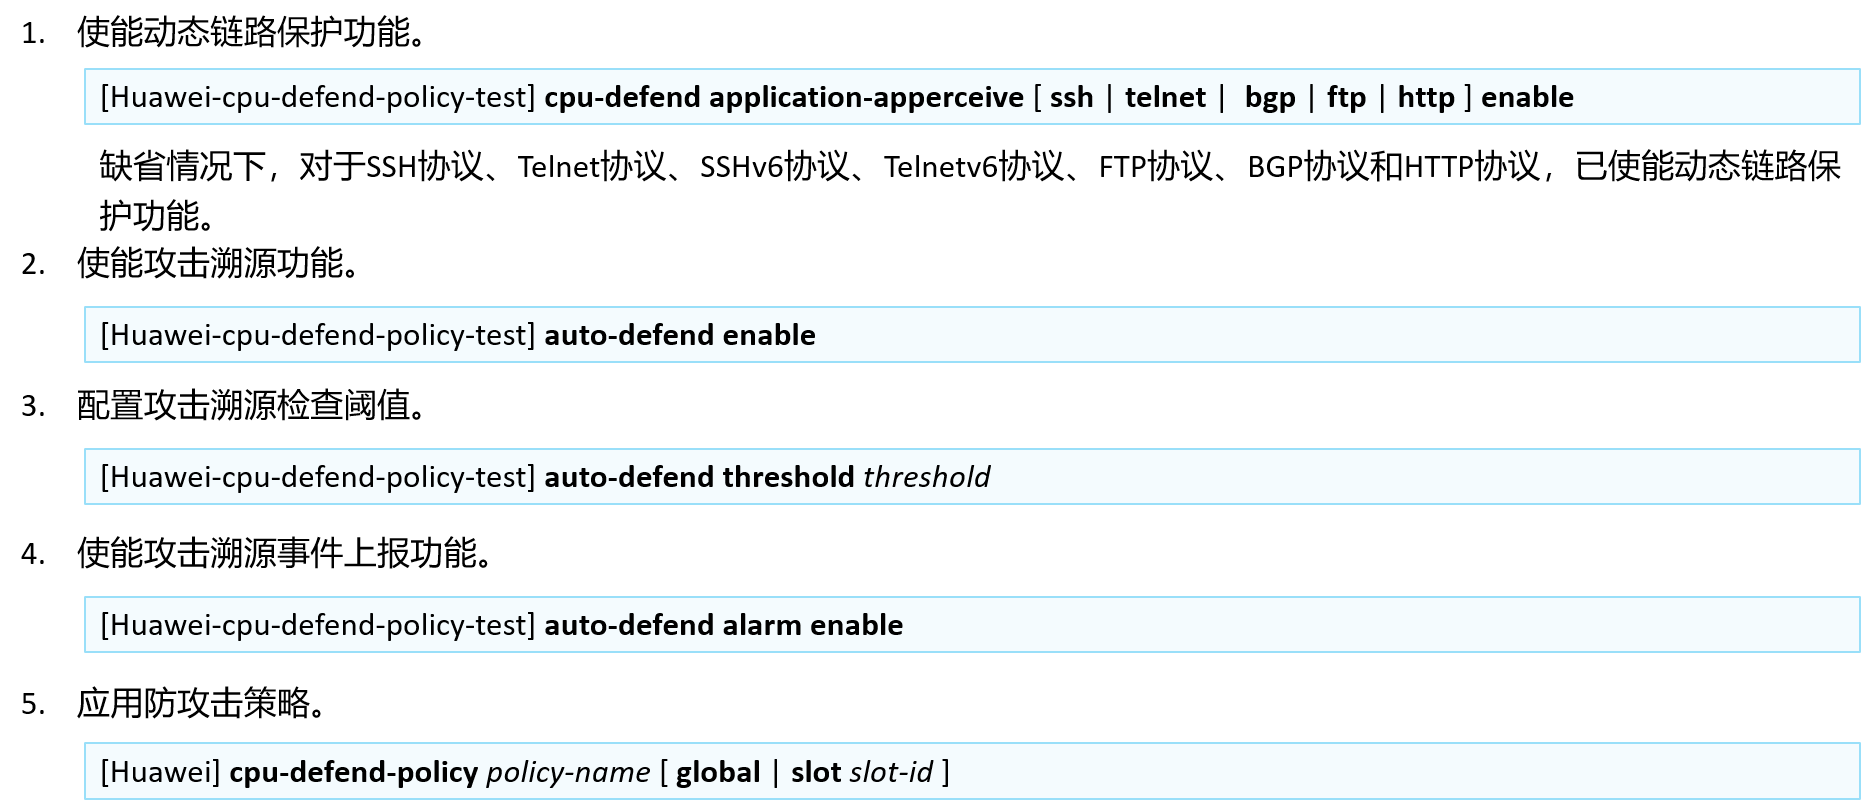 1. 使能动态链路保护功能。
[Huawei-cpu-defend-policy-test] cpu-defend application-apperceive [ ssh | telnet | bgp | ftp | http ] enable
缺省情况下，对于SSH协议、Telnet协议、SSHv6协议、Telnetv6协议、FTP协议、BGP协议和HTTP协议，已使能动态链路保
护功能。
2. 使能攻击溯源功能。
[Huawei-cpu-defend-policy-test] auto-defend enable
3. 配置攻击溯源检查阈值。
[Huawei-cpu-defend-policy-test] auto-defend threshold threshold
4. 使能攻击溯源事件上报功能。
[Huawei-cpu-defend-policy-test] auto-defend alarm enable
5. 应用防攻击策略。
[Huawei] cpu-defend-policy policy-name [ global | slot slot-id ]